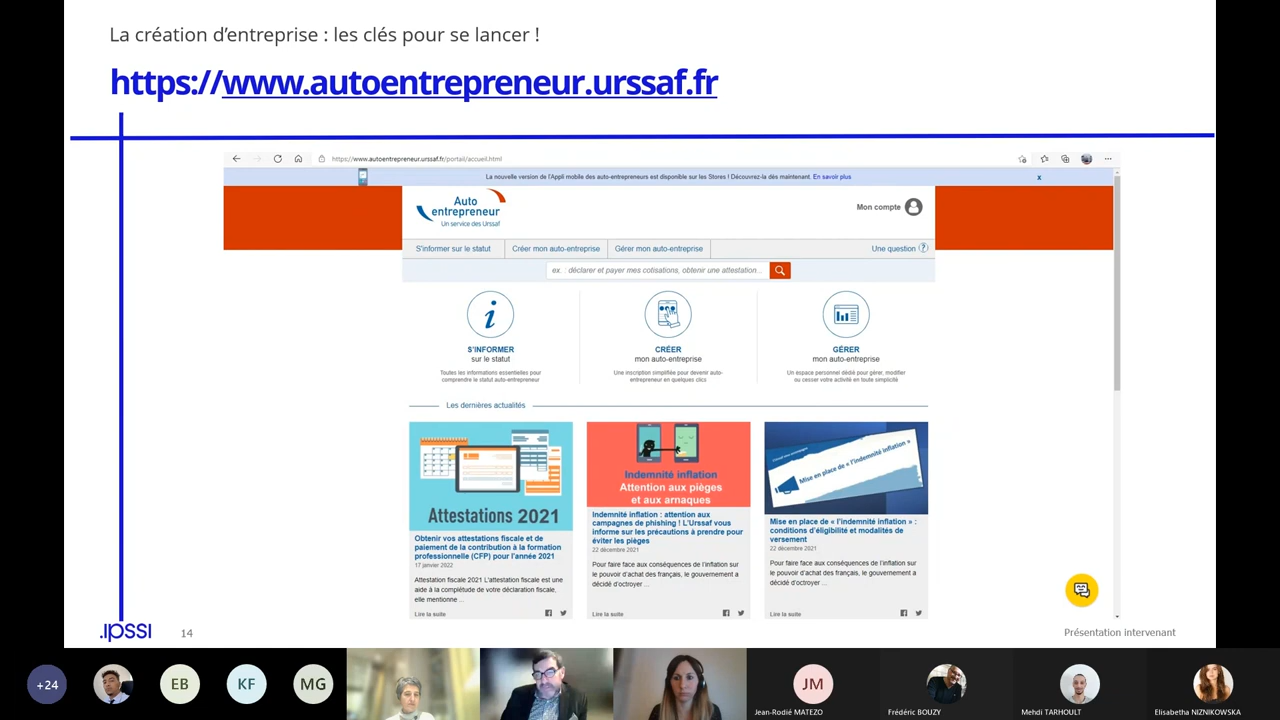 La création d'entreprise : les clés pour se lancer !
https://www.autoentrepreneur.urssaf.fr
https://www.autoentrepreneur.urssaf.fr/portail/accueil.html
La nouvelle version de l'Appli mobile des auto-entrepreneurs est disponible sur les Stores ! Découvrez-la dès maintenant. En savoir plus
x
Auto
entrepreneur
Un service des Urssaf
Mon compte
S'informer sur le statut
Créer mon auto-entreprise
Gérer mon auto-entreprise
Une question ?
ex. : déclarer et payer mes cotisations, obtenir une attestation...
S'INFORMER
sur le statut
Toutes les informations essentielles pour
comprendre le statut auto-entrepreneur
CRÉER
mon auto-entreprise
Une inscription simplifiée pour devenir auto-
entrepreneur en quelques clics
GÉRER
mon auto-entreprise
Un espace personnel dédié pour gérer, modifier
ou cesser votre activité en toute simplicité
Les dernières actualités
Attestations 2021
Obtenir vos attestations fiscale et de
paiement de la contribution à la formation
professionnelle (CFP) pour l'année 2021
17 janvier 2022
Attestation fiscale 2021 L'attestation fiscale est une
aide à la complétude de votre déclaration fiscale,
elle mentionne ...
Lire la suite
Indemnité inflation
Attention aux pièges
et aux arnaques
Indemnité inflation : attention aux
campagnes de phishing ! L'Urssaf vous
informe sur les précautions à prendre pour
éviter les pièges
22 décembre 2021
Pour faire face aux conséquences de l'inflation sur
le pouvoir d'achat des français, le gouvernement a
décidé d'octroyer ...
Lire la suite
Mise en place de « l'indemnité inflation »
Mise en place de « l'indemnité inflation » :
conditions d'éligibilité et modalités de
versement
22 décembre 2021
Pour faire face aux conséquences de l'inflation sur
le pouvoir d'achat des français, le gouvernement a
décidé d'octroyer ...
Lire la suite
.IPSSI
14
Présentation intervenant
+24
EB
KF
MG
JM
Jean-Rodié MATEZO
Frédéric BOUZY
Mehdi TARHOULT
Elisabetha NIZNIKOWSKA